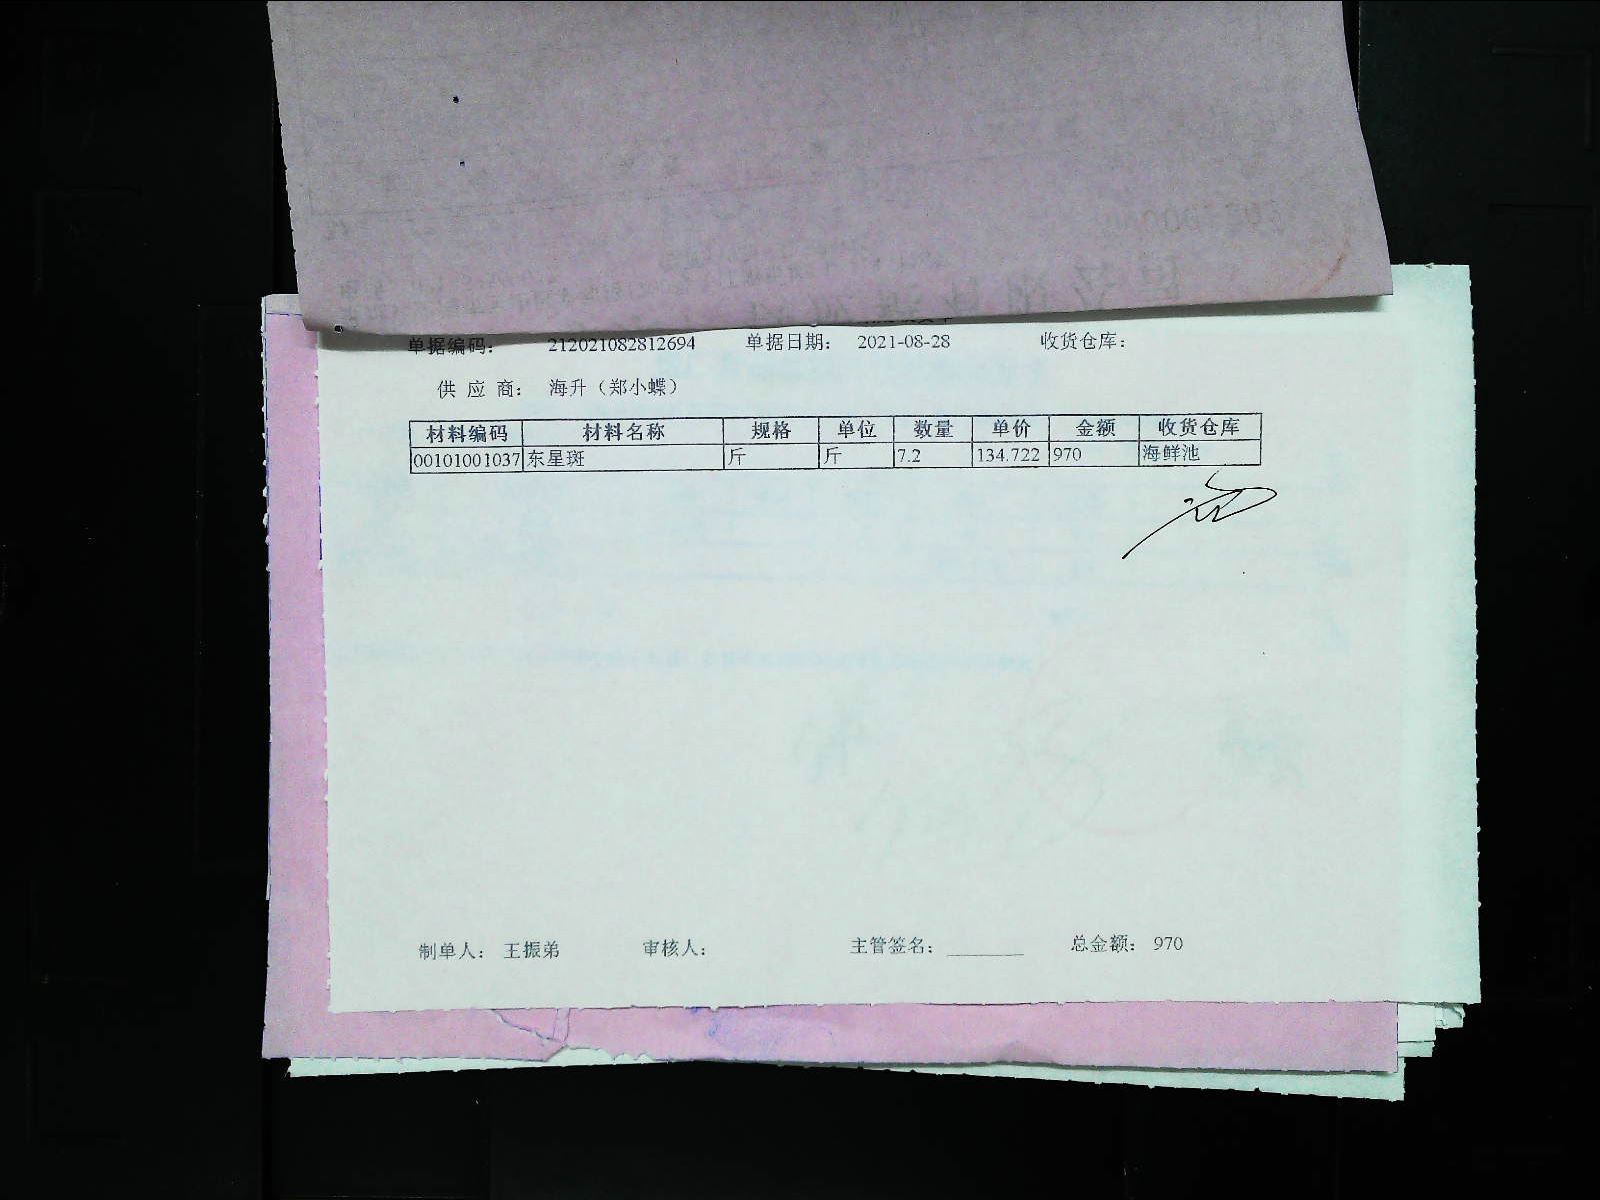 单据编码： 212021082812694 单据日期： 2021-08-28 收货仓库：
供 应 商： 海升（郑小蝶）
材料编码 材料名称 规格 单位 数量 单价 金额 收货仓库
00101001037 东星斑 斤 斤 7.2 134.722 970 海鲜池
制单人： 王振弟 审核人： 主管签名：________ 总金额： 970